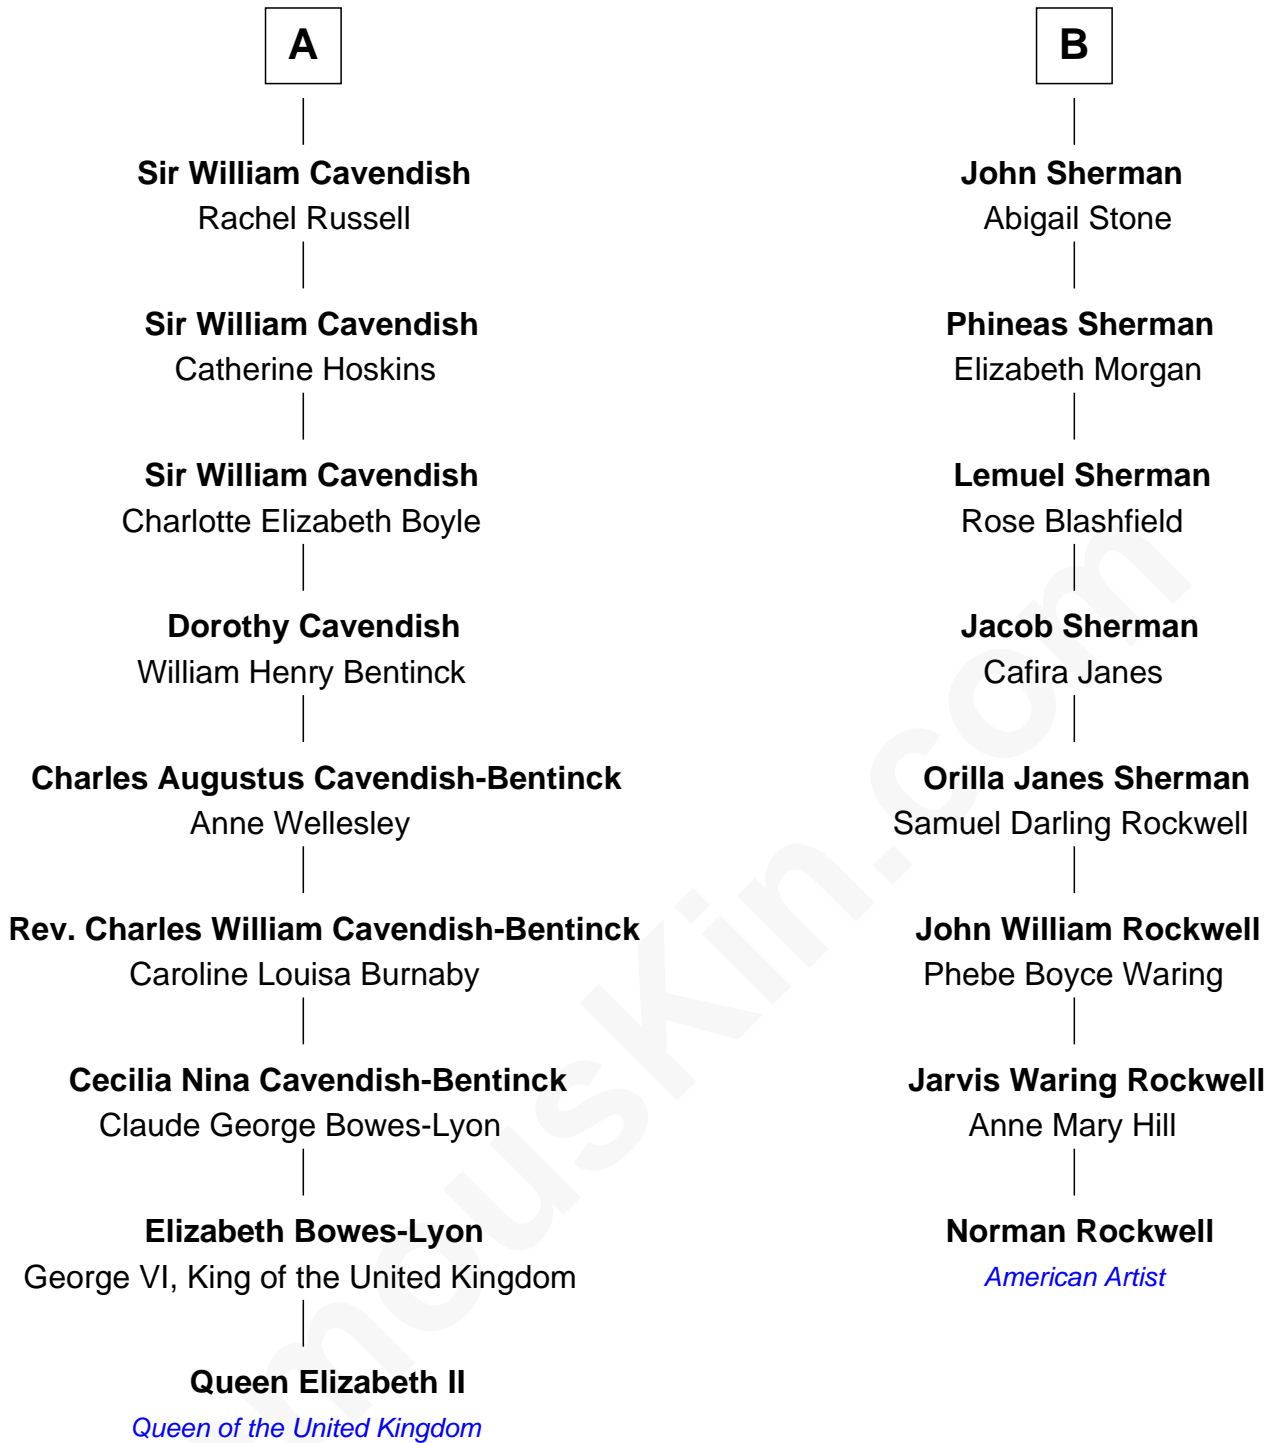 A
Sir William Cavendish
Rachel Russell
Sir William Cavendish
Catherine Hoskins
Sir William Cavendish
Charlotte Elizabeth Boyle
Dorothy Cavendish
William Henry Bentinck
Charles Augustus Cavendish-Bentinck
Anne Wellesley
Rev. Charles William Cavendish-Bentinck
Caroline Louisa Burnaby
Cecilia Nina Cavendish-Bentinck
Claude George Bowes-Lyon
Elizabeth Bowes-Lyon
George VI, King of the United Kingdom
Queen Elizabeth II
Queen of the United Kingdom
B
John Sherman
Abigail Stone
Phineas Sherman
Elizabeth Morgan
Lemuel Sherman
Rose Blashfield
Jacob Sherman
Cafira Janes
Orilla Janes Sherman
Samuel Darling Rockwell
John William Rockwell
Phebe Boyce Waring
Jarvis Waring Rockwell
Anne Mary Hill
Norman Rockwell
American Artist
mousKin.com